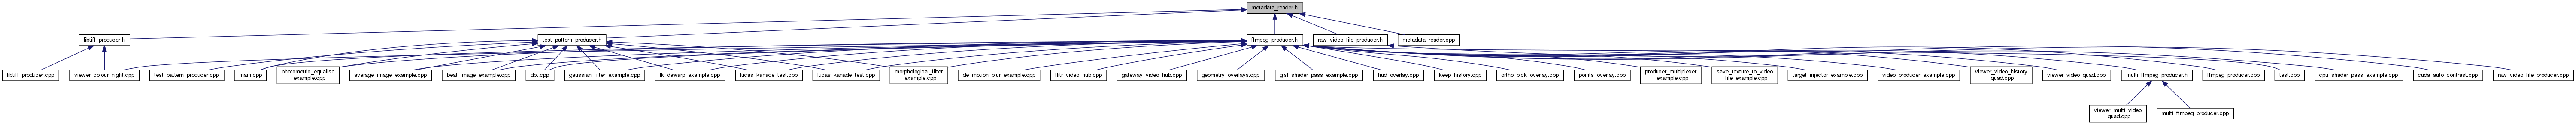 metadata_reader.h
libtiff_producer.h
test_pattern_producer.h
ffmpeg_producer.h
raw_video_file_producer.h
metadata_reader.cpp
libtiff_producer.cpp
viewer_colour_right.cpp
test_pattern_producer.cpp
main.cpp
photometric_equalise
_example.cpp
average_image_example.cpp
beat_image_example.cpp
dpt.cpp
gaussian_filter_example.cpp
lk_dewarp_example.cpp
lucas_kanade_test.cpp
lucas_kanade_test.cpp
morphological_filter
_example.cpp
de_motion_blur_example.cpp
fltr_video_hub.cpp
gateway_video_hub.cpp
geometry_overlays.cpp
glsl_shader_pass_example.cpp
hud_overlay.cpp
keep_history.cpp
ortho_pick_overlay.cpp
points_overlay.cpp
producer_multiplexer
_example.cpp
save_texture_to_video
_file_example.cpp
target_injector_example.cpp
video_producer_example.cpp
viewer_video_history
_quad.cpp
viewer_video_quad.cpp
multi_ffmpeg_producer.h
ffmpeg_producer.cpp
test.cpp
cpu_shader_pass_example.cpp
cuda_auto_contrast.cpp
raw_video_file_producer.cpp
viewer_multi_video
_quad.cpp
multi_ffmpeg_producer.cpp